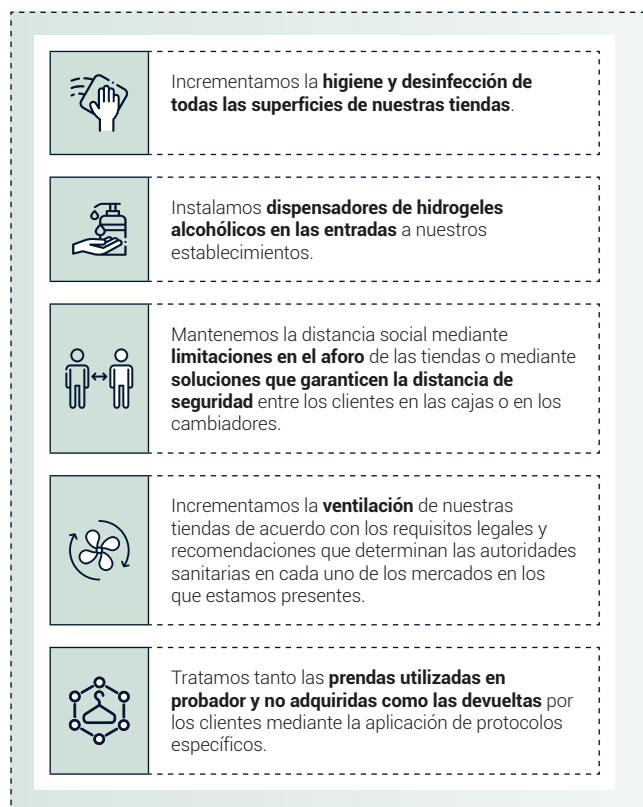 Incrementamos la higiene y desinfección de
todas las superficies de nuestras tiendas.
Instalamos dispensadores de hidrogeles
alcohólicos en las entradas a nuestros
establecimientos.
Mantenemos la distancia social mediante
limitaciones en el aforo de las tiendas o mediante
soluciones que garanticen la distancia de
seguridad entre los clientes en las cajas o en los
cambiadores.
Incrementamos la ventilación de nuestras
tiendas de acuerdo con los requisitos legales y
recomendaciones que determinan las autoridades
sanitarias en cada uno de los mercados en los
que estamos presentes.
Tratamos tanto las prendas utilizadas en
probador y no adquiridas como las devueltas por
los clientes mediante la aplicación de protocolos
específicos.